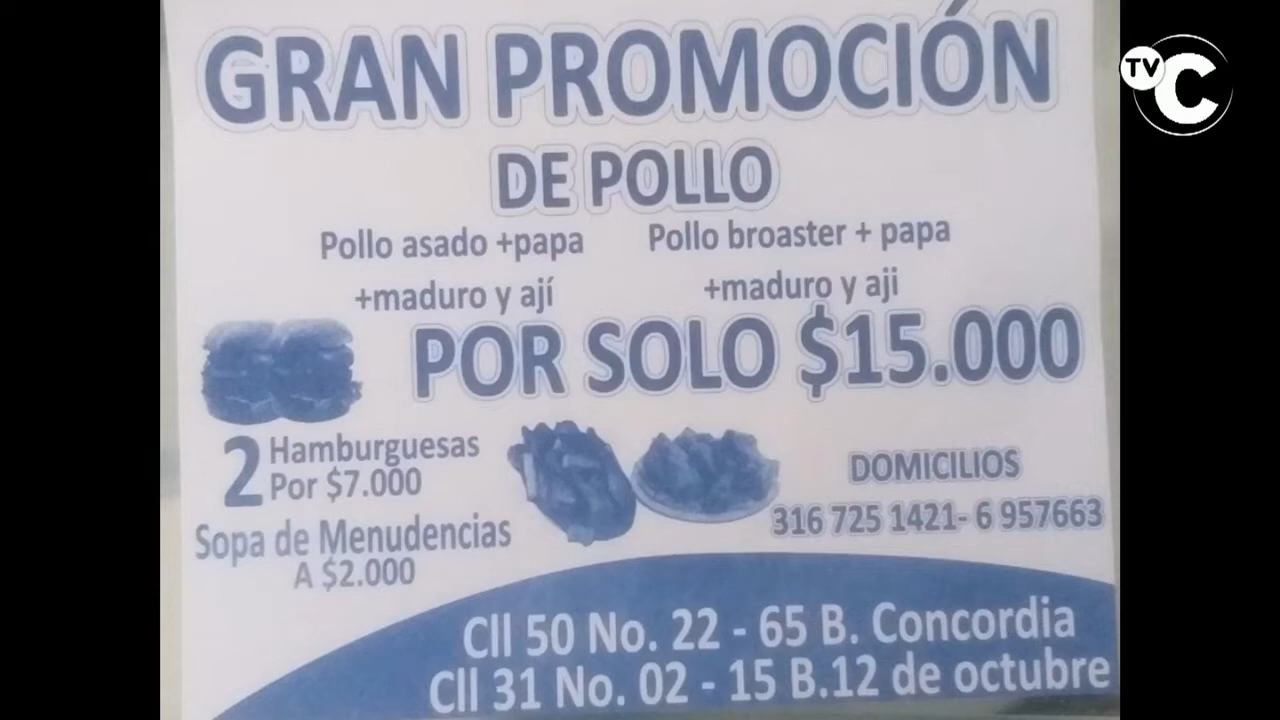 GRAN PROMOCIÓN
DE POLLO
Pollo asado +papa
+maduro y ají
Pollo broaster + papa
+maduro y aji
POR SOLO $15.000
2 Hamburguesas
Por $7.000
Sopa de Menudencias
A $2.000
DOMICILIOS
316 725 1421- 6 957663
Cll 50 No. 22 - 65 B. Concordia
Cll 31 No. 02 - 15 B.12 de octubre
TV C